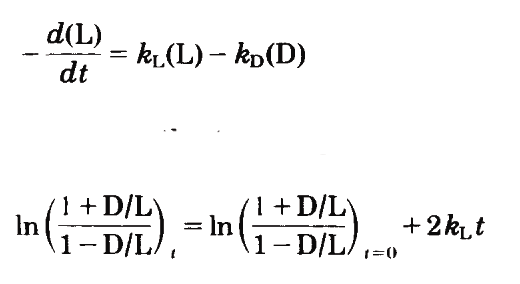 − d(L)/dt = k_L(L) − k_D(D)
ln((1 + D/L)/(1 − D/L))_t = ln((1 + D/L)/(1 − D/L))_{t=0} + 2k_L t